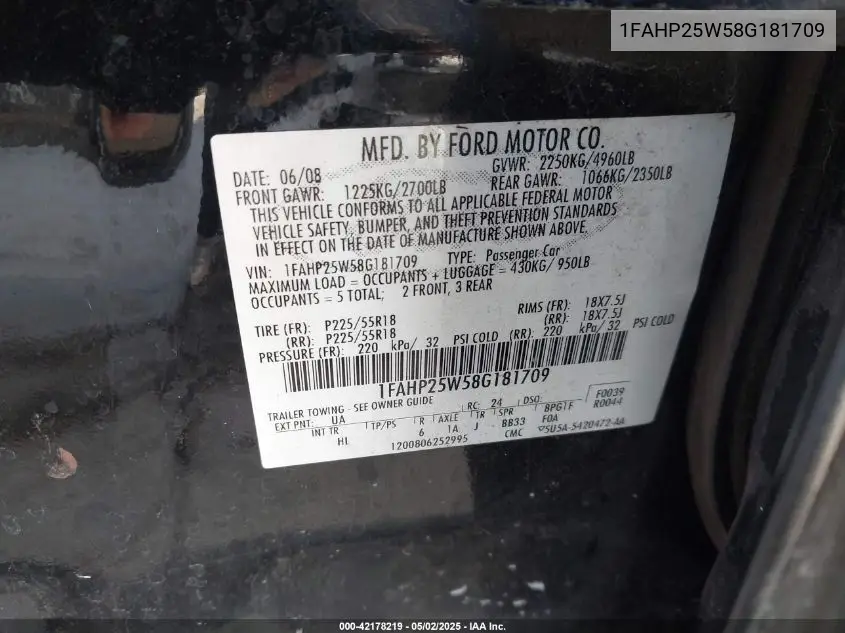 1FAHP25W58G181709
MFD. BY FORD MOTOR CO.
DATE: 06/08 GVWR: 2250KG/4960LB
FRONT GAWR: 1225KG/2700LB REAR GAWR: 1066KG/2350LB
THIS VEHICLE CONFORMS TO ALL APPLICABLE FEDERAL MOTOR
VEHICLE SAFETY, BUMPER, AND THEFT PREVENTION STANDARDS
IN EFFECT ON THE DATE OF MANUFACTURE SHOWN ABOVE.
VIN: 1FAHP25W58G181709 TYPE: Passenger Car
MAXIMUM LOAD = OCCUPANTS + LUGGAGE = 430KG/ 950LB
OCCUPANTS = 5 TOTAL; 2 FRONT, 3 REAR
TIRE (FR): P225/55R18 RIMS (FR): 18X7.5J
(RR): P225/55R18 (RR): 18X7.5J
PRESSURE (FR): 220 kPa/ 32 PSI COLD (RR): 220 kPa/ 32 PSI COLD
1FAHP25W58G181709
TRAILER TOWING - SEE OWNER GUIDE F0039
EXT PNT: UA RC: 24 DSO: R0044
INT TR TP/PS R AXLE TR SPR BPGTF
HL 6 1A J BB33 F0A
1200806252995 CMC 5U5A-5420472-AA
000-42178219 - 05/02/2025 - IAA Inc.